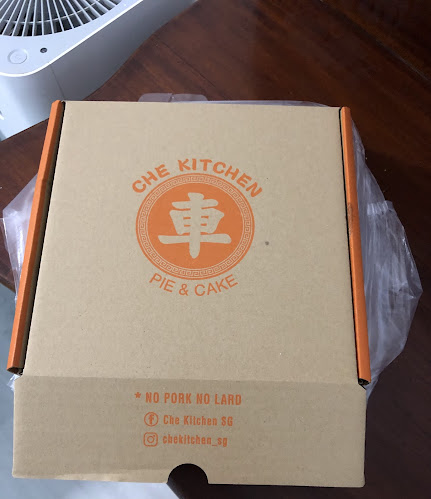 CHE KITCHEN
車
PIE & CAKE
* NO PORK NO LARD
Che Kitchen SG
chekitchen_sg